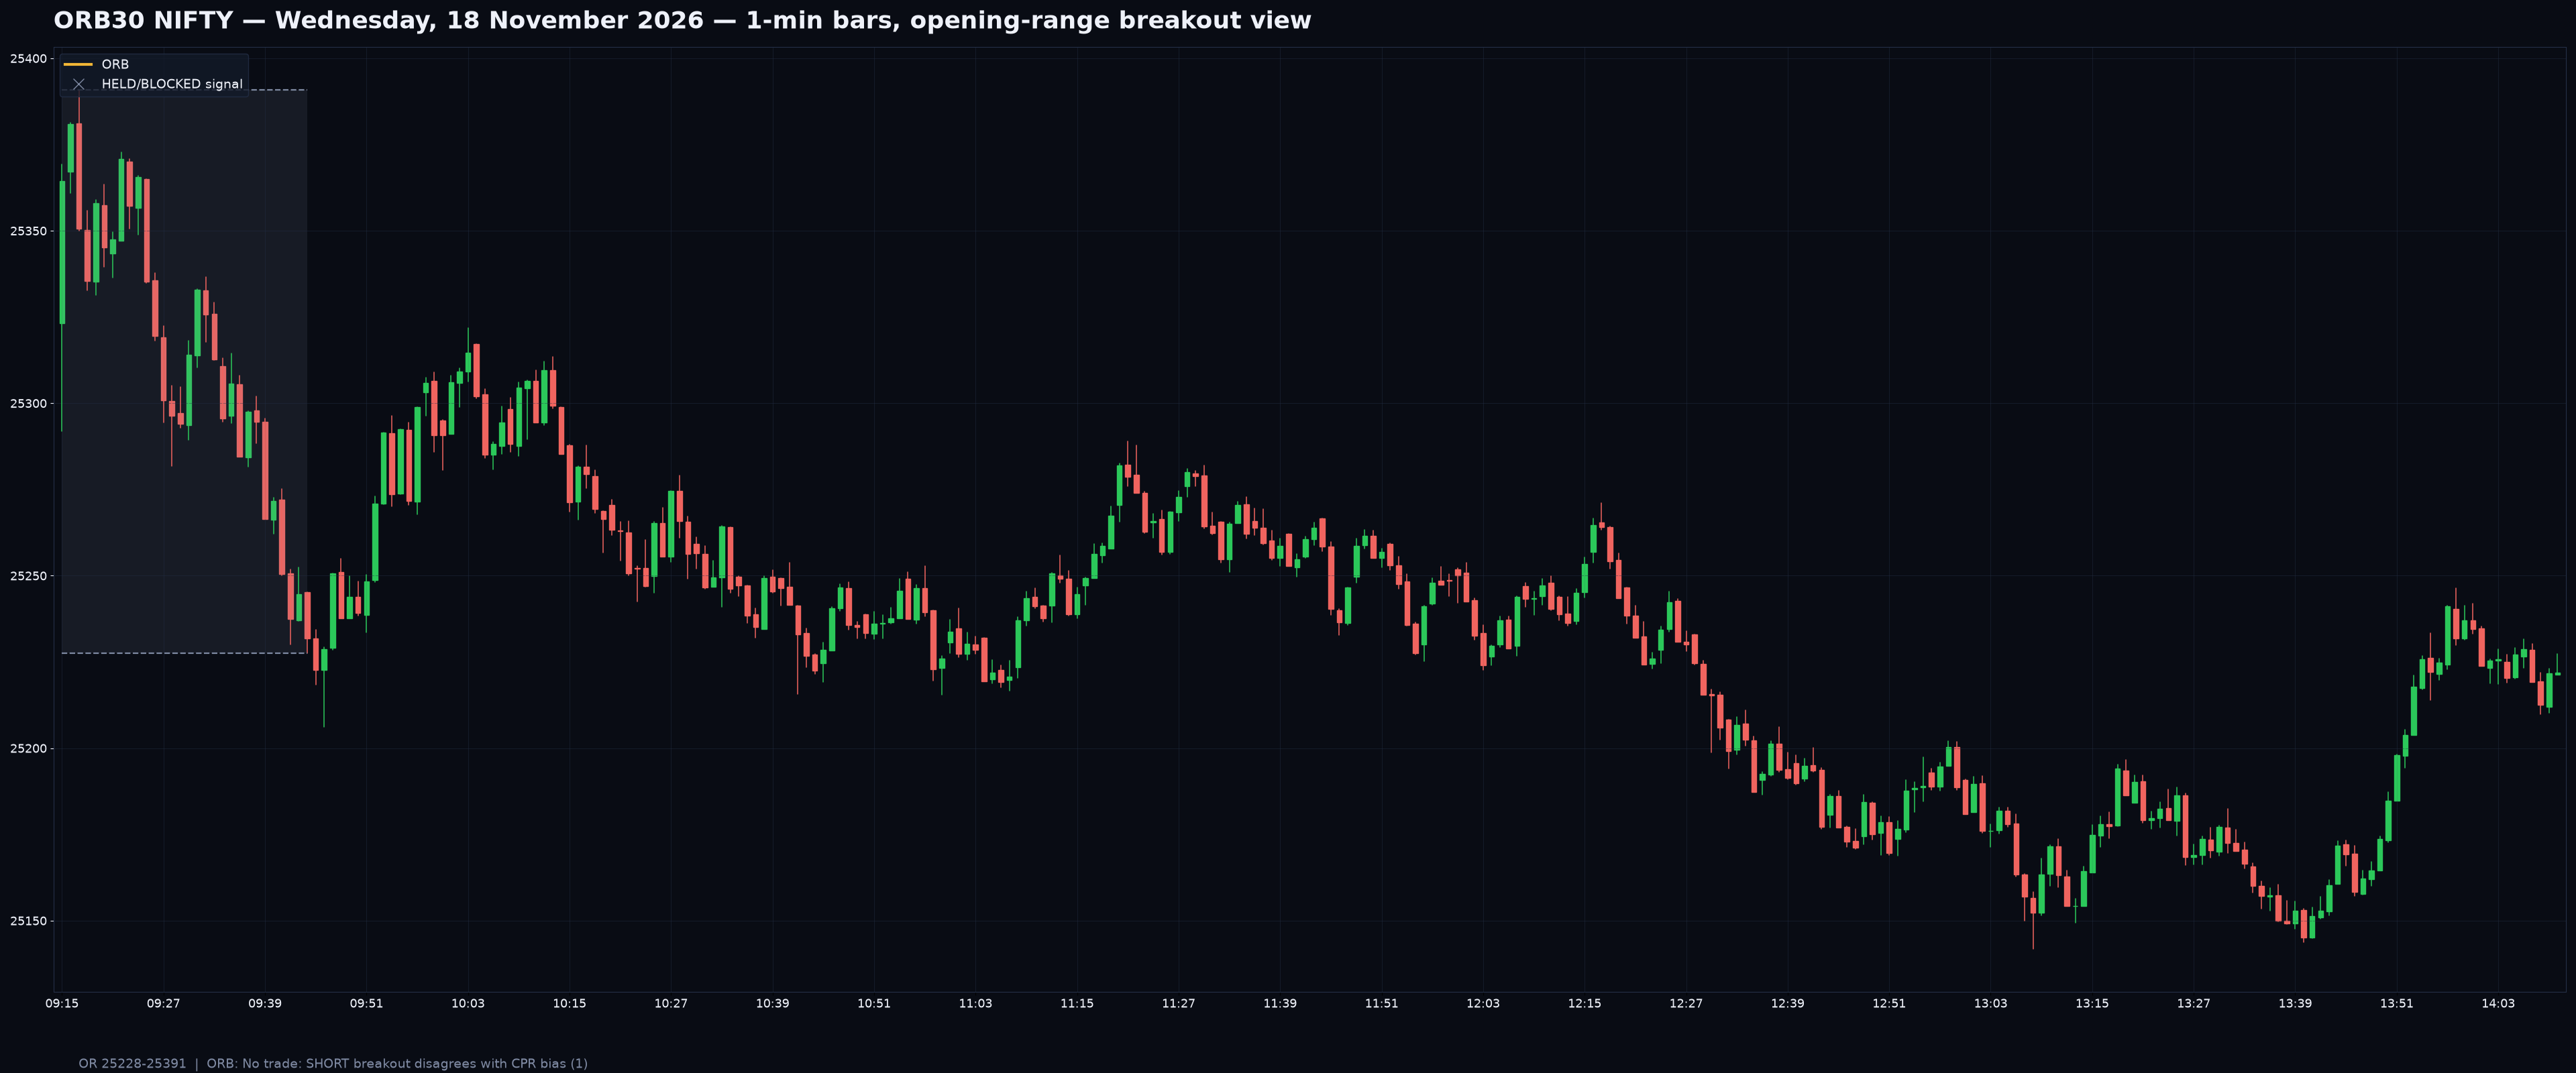 ORB30 NIFTY — Wednesday, 18 November 2026 — 1-min bars, opening-range breakout view
25400
ORB
HELD/BLOCKED signal
25350
25300
25250
25200
25150
09:15 09:27 09:39 09:51 10:03 10:15 10:27 10:39 10:51 11:03 11:15 11:27 11:39 11:51 12:03 12:15 12:27 12:39 12:51 13:03 13:15 13:27 13:39 13:51 14:03
OR 25228-25391 | ORB: No trade: SHORT breakout disagrees with CPR bias (1)